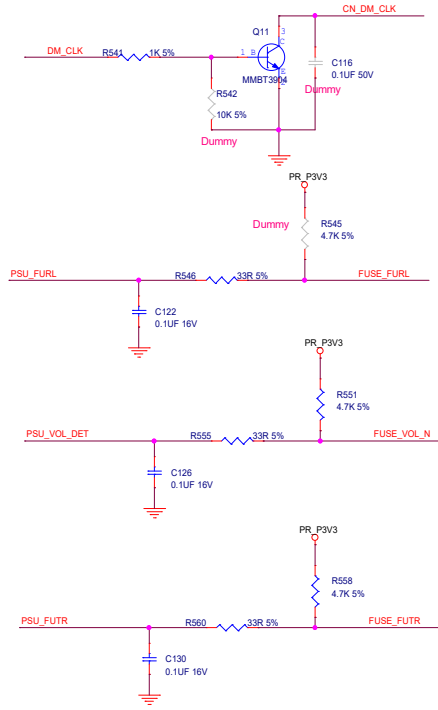 CN_DM_CLK
Q11
3
C
DM_CLK
R541
1K 5%
1
B
E
2
MMBT3904
C116
0.1UF 50V
Dummy
R542
10K 5%
Dummy
PR_P3V3
Dummy
R545
4.7K 5%
PSU_FURL
R546
33R 5%
FUSE_FURL
C122
0.1UF 16V
PR_P3V3
R551
4.7K 5%
PSU_VOL_DET
R555
33R 5%
FUSE_VOL_N
C126
0.1UF 16V
PR_P3V3
R558
4.7K 5%
PSU_FUTR
R560
33R 5%
FUSE_FUTR
C130
0.1UF 16V